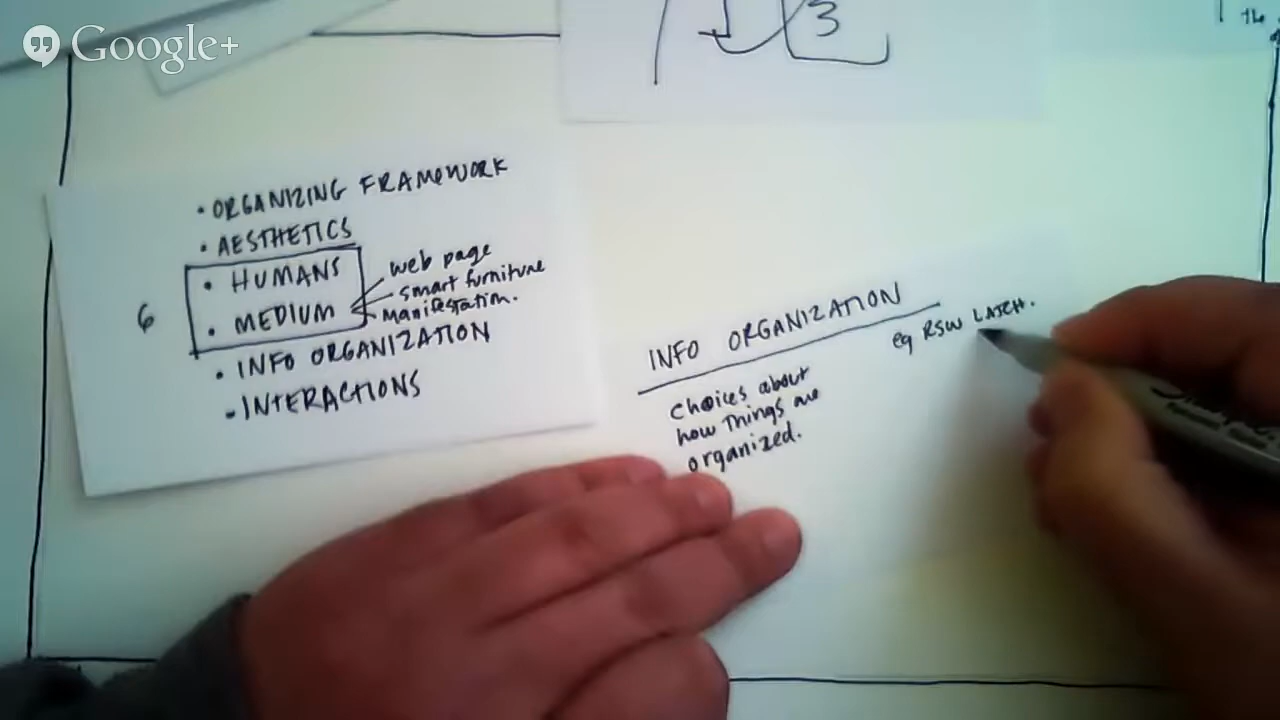 Google+
3
the
• ORGANIZING FRAMEWORK
• AESTHETICS
• HUMANS
• MEDIUM
web page
smart furniture
manifestation.
6
• INFO ORGANIZATION
• INTERACTIONS
INFO ORGANIZATION
eg RSW LATCH.
choices about
how things are
organized.